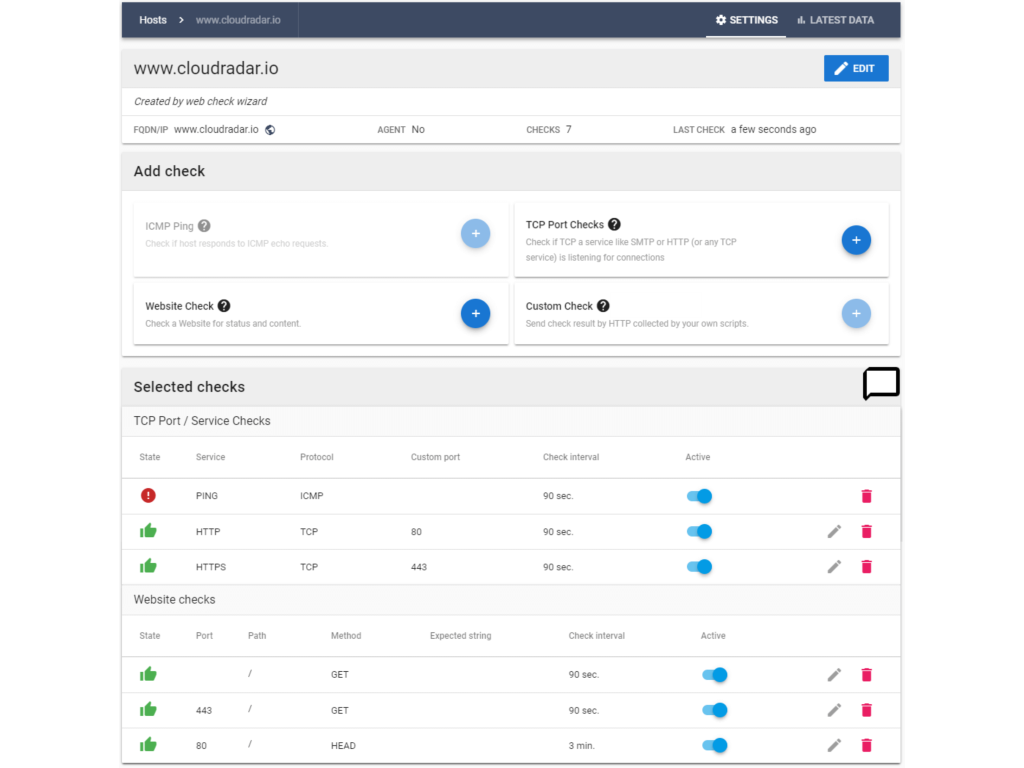 Hosts > www.cloudradar.io SETTINGS LATEST DATA
www.cloudradar.io EDIT
Created by web check wizard
FQDN/IP www.cloudradar.io AGENT No CHECKS 7 LAST CHECK a few seconds ago
Add check
ICMP Ping ?
Check if host responds to ICMP echo requests.
+
TCP Port Checks ?
Check if TCP a service like SMTP or HTTP (or any TCP
service) is listening for connections
+
Website Check ?
Check a Website for status and content.
+
Custom Check ?
Send check result by HTTP collected by your own scripts.
+
Selected checks
TCP Port / Service Checks
State Service Protocol Custom port Check interval Active
! PING ICMP 90 sec.
HTTP TCP 80 90 sec.
HTTPS TCP 443 90 sec.
Website checks
State Port Path Method Expected string Check interval Active
/ GET 90 sec.
443 / GET 90 sec.
80 / HEAD 3 min.